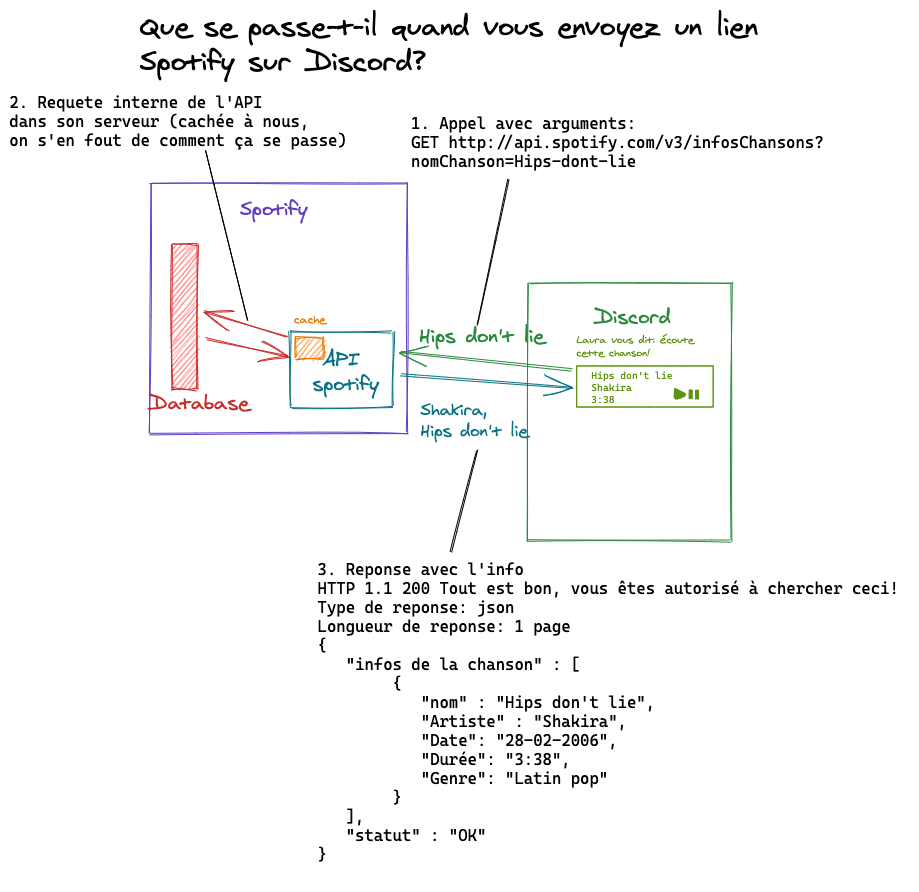 Que se passe-t-il quand vous envoyez un lien
Spotify sur Discord?
2. Requete interne de l'API
dans son serveur (cachée à nous,
on s'en fout de comment ça se passe)
1. Appel avec arguments:
GET http://api.spotify.com/v3/infosChansons?
nomChanson=Hips-dont-lie
Spotify
cache
API
spotify
Database
Hips don't lie
Shakira,
Hips don't lie
Discord
Laura vous dit: écoute
cette chanson!
Hips don't lie
Shakira
3:38
3. Reponse avec l'info
HTTP 1.1 200 Tout est bon, vous êtes autorisé à chercher ceci!
Type de reponse: json
Longueur de reponse: 1 page
{
"infos de la chanson" : [
{
"nom" : "Hips don't lie",
"Artiste" : "Shakira",
"Date": "28-02-2006",
"Durée": "3:38",
"Genre": "Latin pop"
}
],
"statut" : "OK"
}